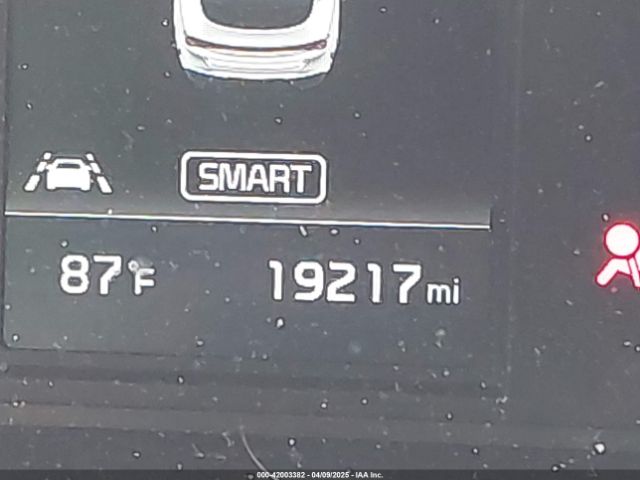 SMART
87°F 19217 mi
000-42003382 - 04/09/2025 - IAA Inc.